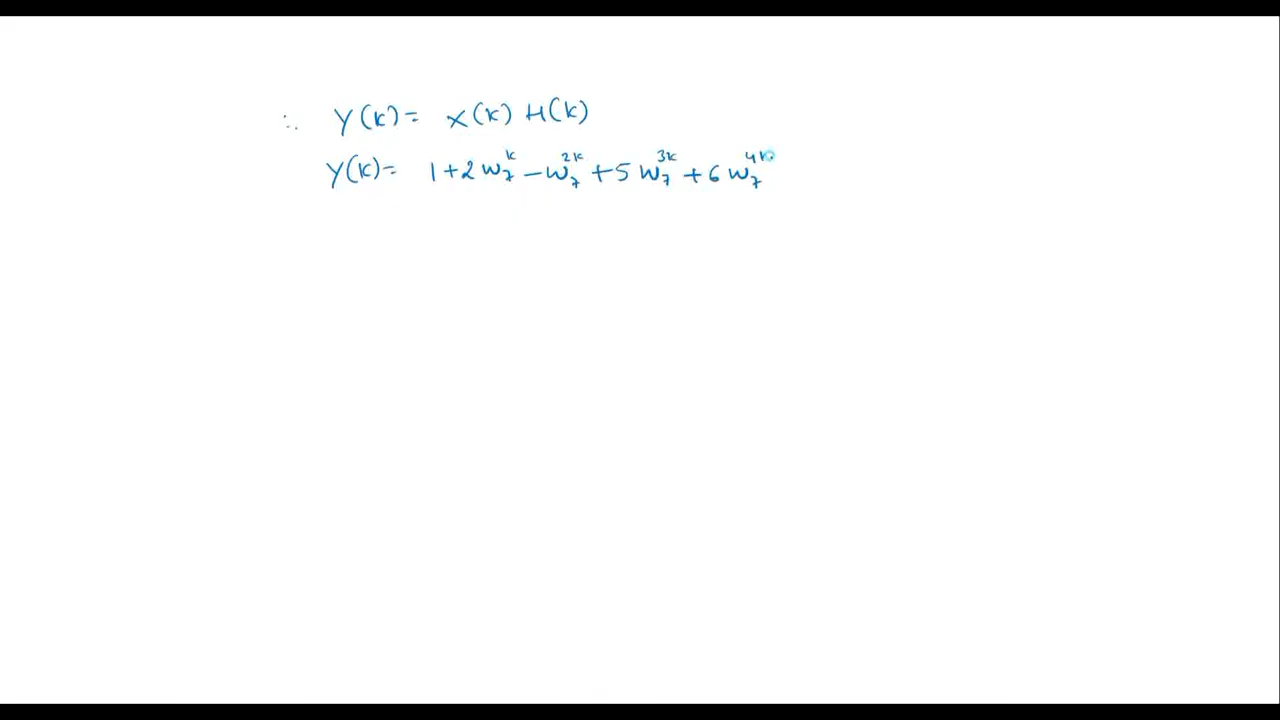 ∴ Y(k) = X(k) H(k)
Y(k) = 1 + 2 W₇^k − W₇^2k + 5 W₇^3k + 6 W₇^4k